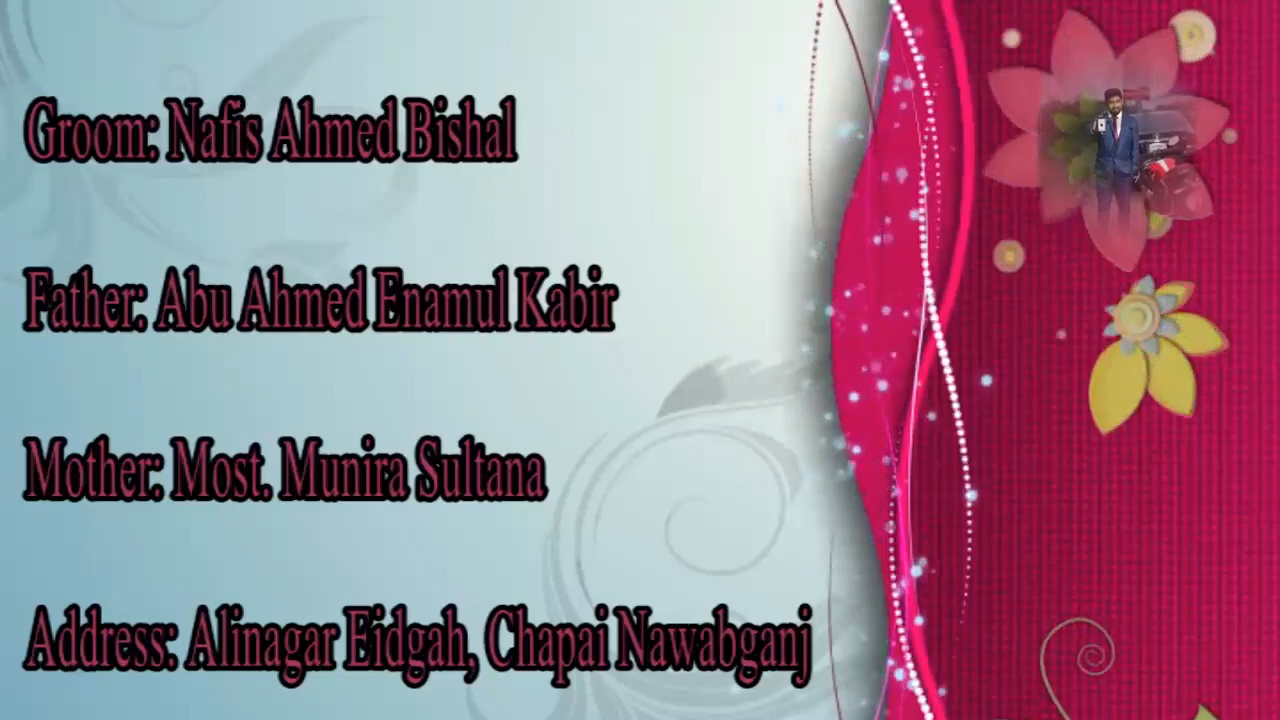 Groom: Nafis Ahmed Bishal
Father: Abu Ahmed Enamul Kabir
Mother: Most. Munira Sultana
Address: Alinagar Eidgah, Chapai Nawabganj